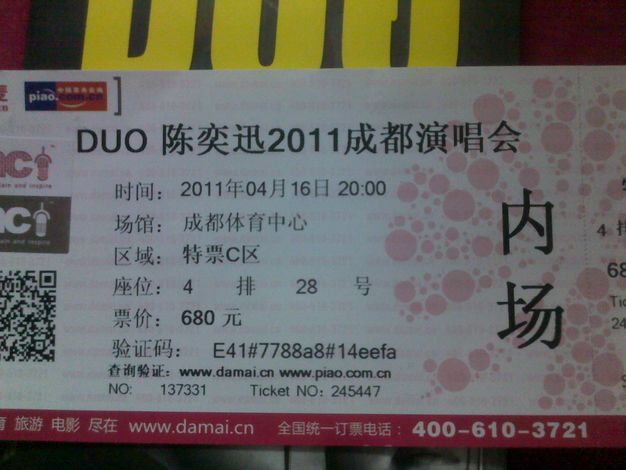 DUO
piao.com.cn
DUO 陈奕迅2011成都演唱会
时间：2011年04月16日 20:00
场馆：成都体育中心
区域：特票C区
座位：4 排 28 号
票价：680 元
验证码：E41#7788a8#14eefa
查询验证：www.damai.cn www.piao.com.cn
NO: 137331 Ticket NO：245447
内场
4 排
育 旅游 电影 尽在 www.damai.cn 全国统一订票电话：400-610-3721